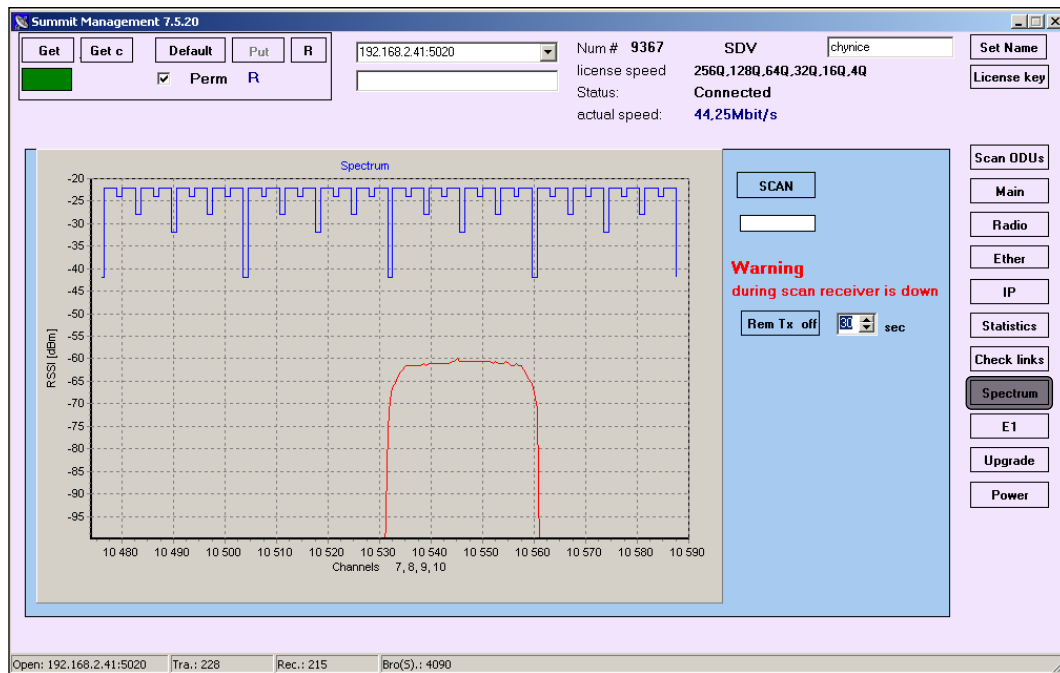 Summit Management 7.5.20
Get Get c Default Put R
Perm R
192.168.2.41:5020
Num # 9367 SDV chynice
license speed 256Q,128Q,64Q,32Q,16Q,4Q
Status: Connected
actual speed: 44,25Mbit/s
Set Name
License key
Spectrum
-20
-25
-30
-35
-40
-45
-50
-55
-60
-65
-70
-75
-80
-85
-90
-95
RSSI [dBm]
10 480 10 490 10 500 10 510 10 520 10 530 10 540 10 550 10 560 10 570 10 580 10 590
Channels 7, 8, 9, 10
SCAN
Warning
during scan receiver is down
Rem Tx off 30 sec
Scan ODUs
Main
Radio
Ether
IP
Statistics
Check links
Spectrum
E1
Upgrade
Power
Open: 192.168.2.41:5020 Tra.: 228 Rec.: 215 Bro(S).: 4090